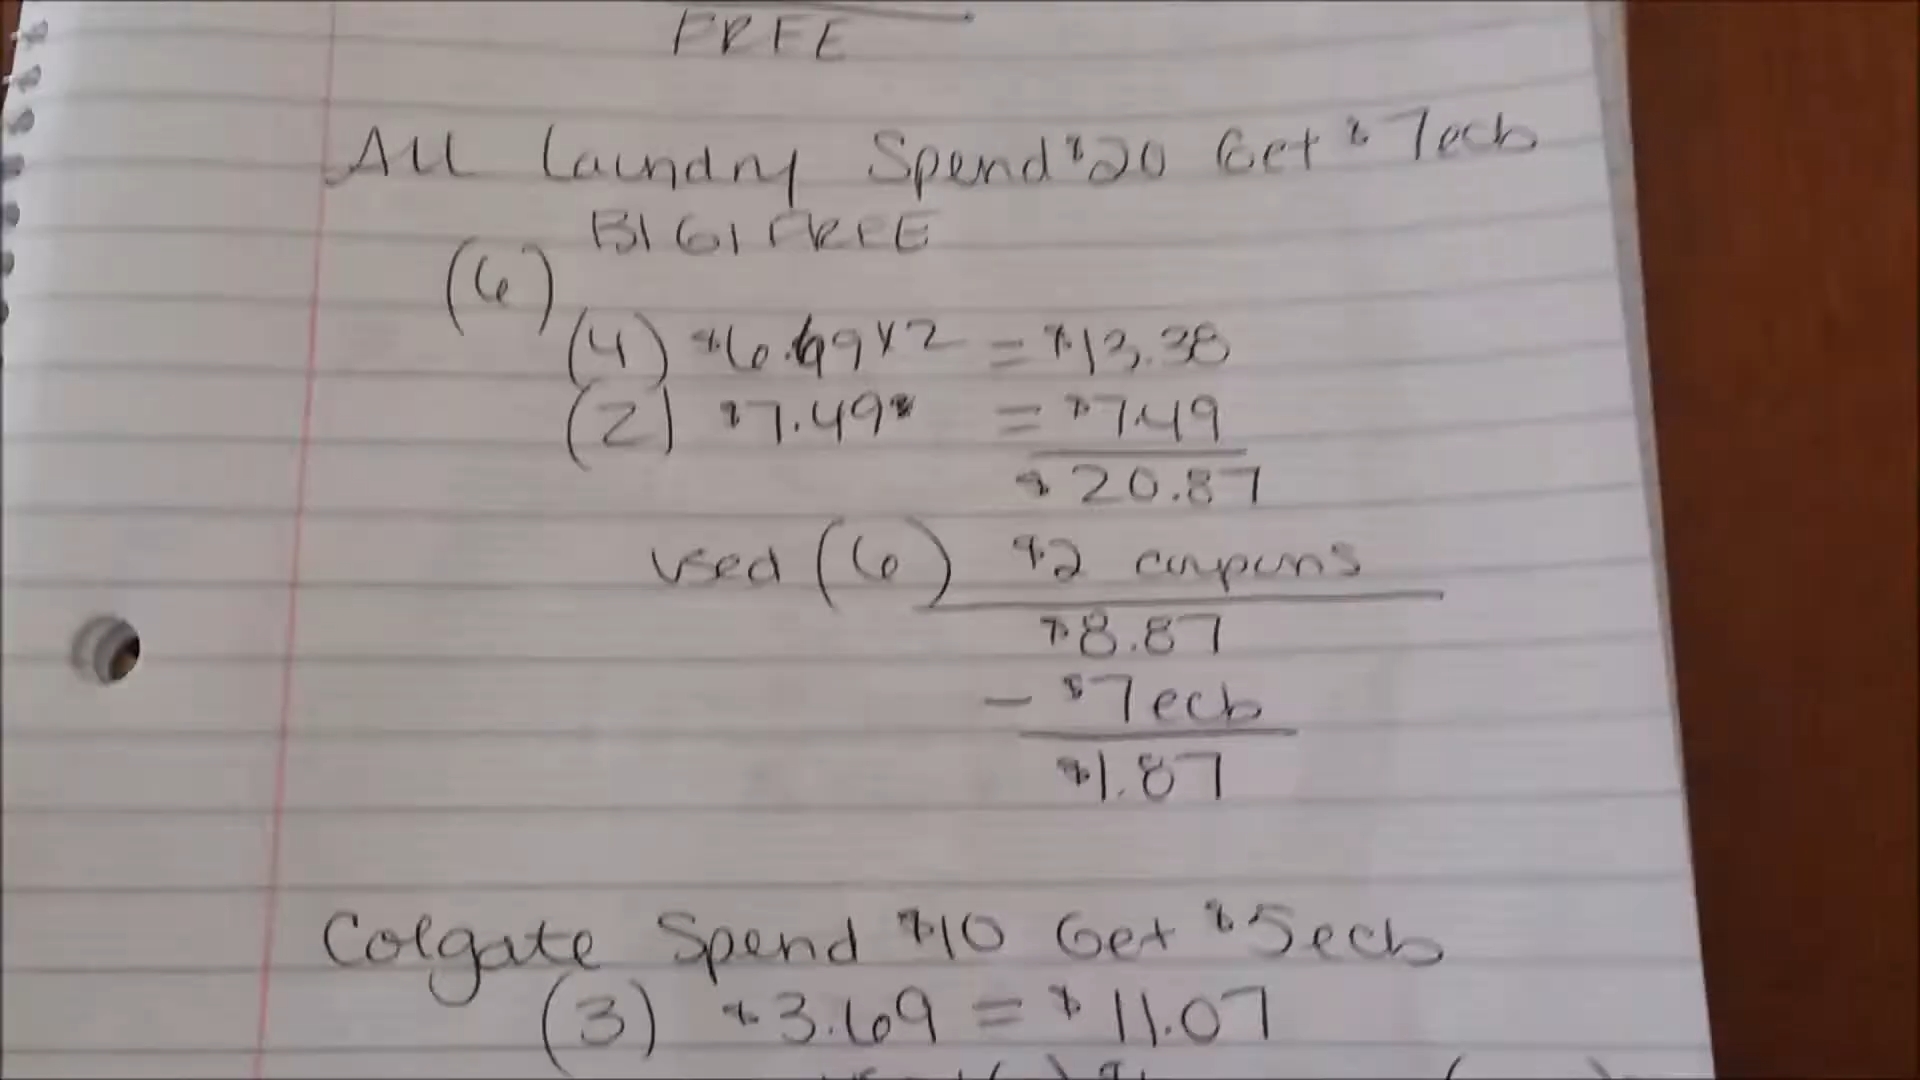 FREE
All Laundry Spend $20 Get $7ecb
B1G1 FREE
(6)
(4) $6.69x2 = $13.38
(2) $7.49 = $7.49
$20.87
used (6) $2 coupons
$8.87
- $7ecb
$1.87
Colgate Spend $10 Get $5ecb
(3) $3.69 = $11.07